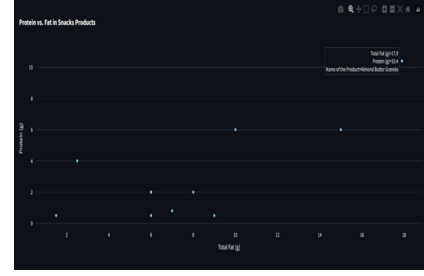 Protein vs. Fat in Snacks Products
Total Fat (g)=17.9
Protein (g)=10.4
Name of the Product=Almond Butter Granola
10
8
6
4
2
0
Protein (g)
2
4
6
8
10
12
14
16
18
Total Fat (g)